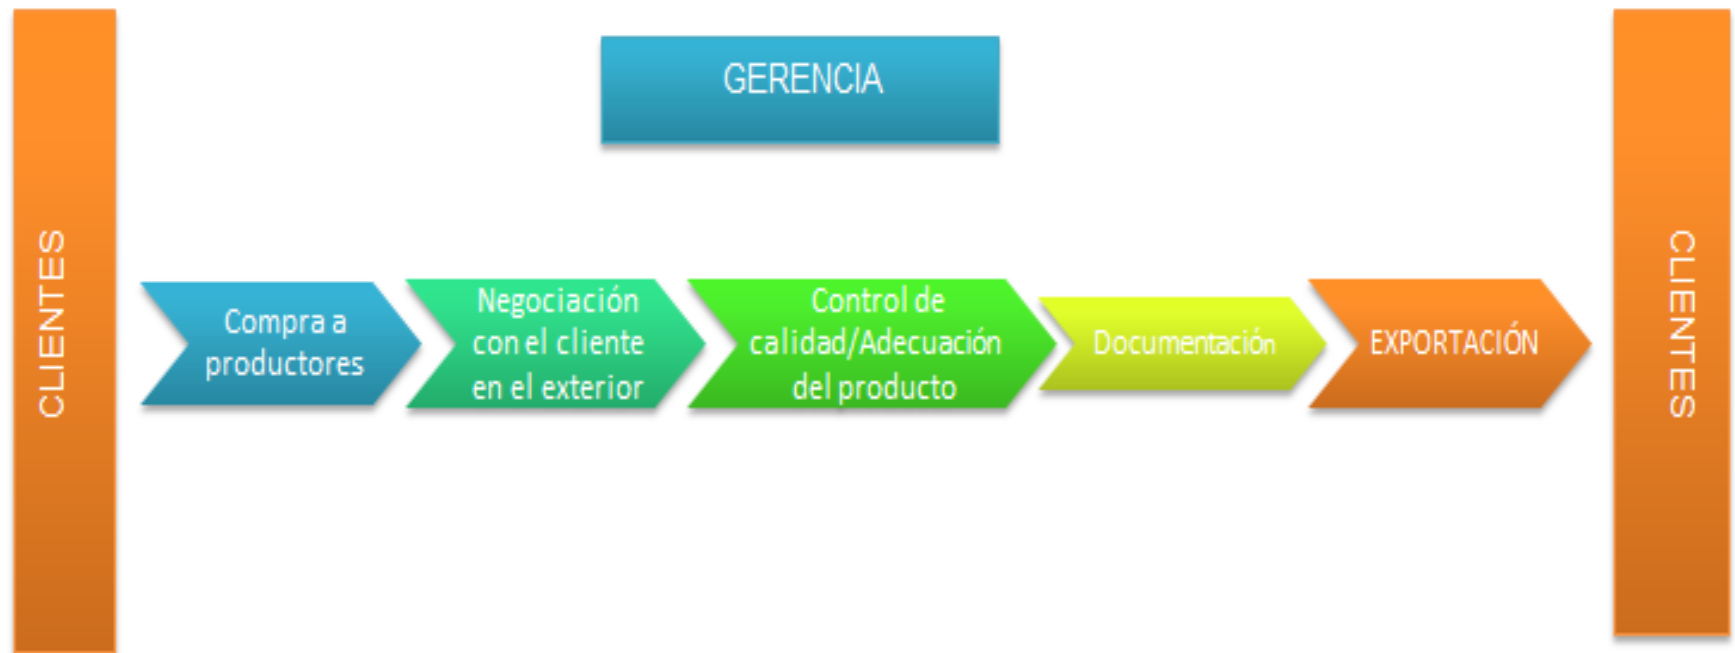 GERENCIA
CLIENTES
Compra a
productores
Negociación
con el cliente
en el exterior
Control de
calidad/Adecuación
del producto
Documentación
EXPORTACIÓN
CLIENTES